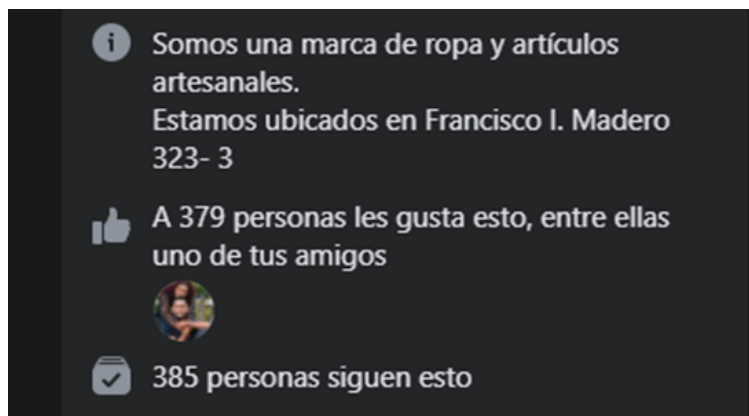 Somos una marca de ropa y artículos
artesanales.
Estamos ubicados en Francisco I. Madero
323- 3
A 379 personas les gusta esto, entre ellas
uno de tus amigos
385 personas siguen esto